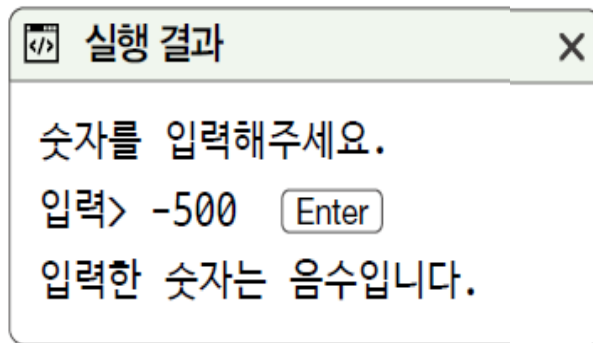 </> 실행 결과 ×
숫자를 입력해주세요.
입력> -500 Enter
입력한 숫자는 음수입니다.